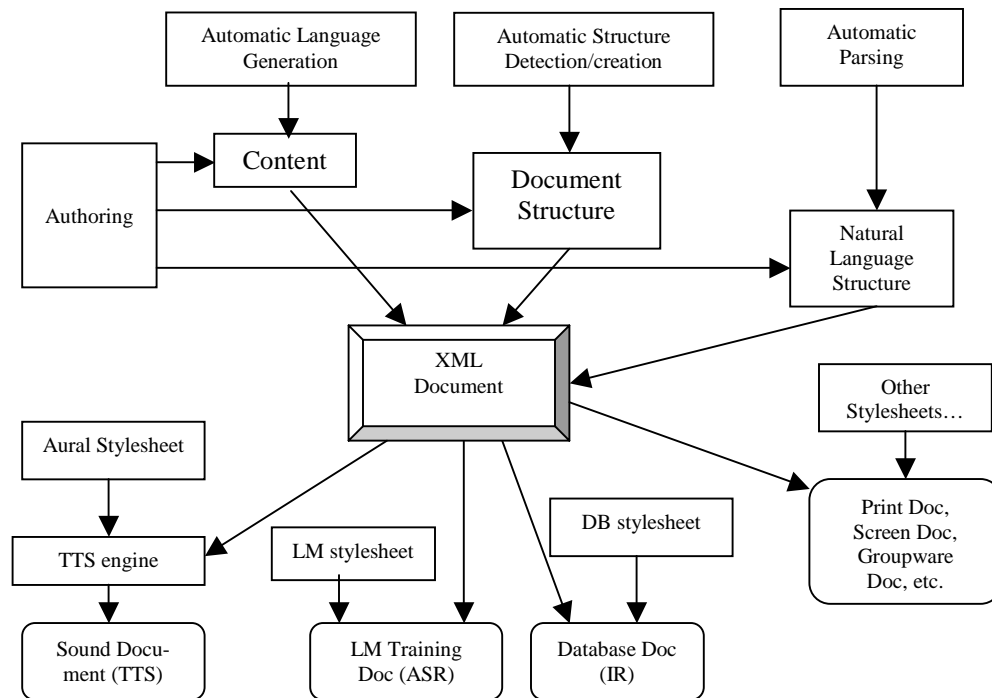 Automatic Language
Generation
Automatic Structure
Detection/creation
Automatic
Parsing
Content
Authoring
Document
Structure
Natural
Language
Structure
XML
Document
Other
Stylesheets…
Aural Stylesheet
Print Doc,
Screen Doc,
Groupware
Doc, etc.
DB stylesheet
LM stylesheet
TTS engine
Sound Docu-
ment (TTS)
LM Training
Doc (ASR)
Database Doc
(IR)